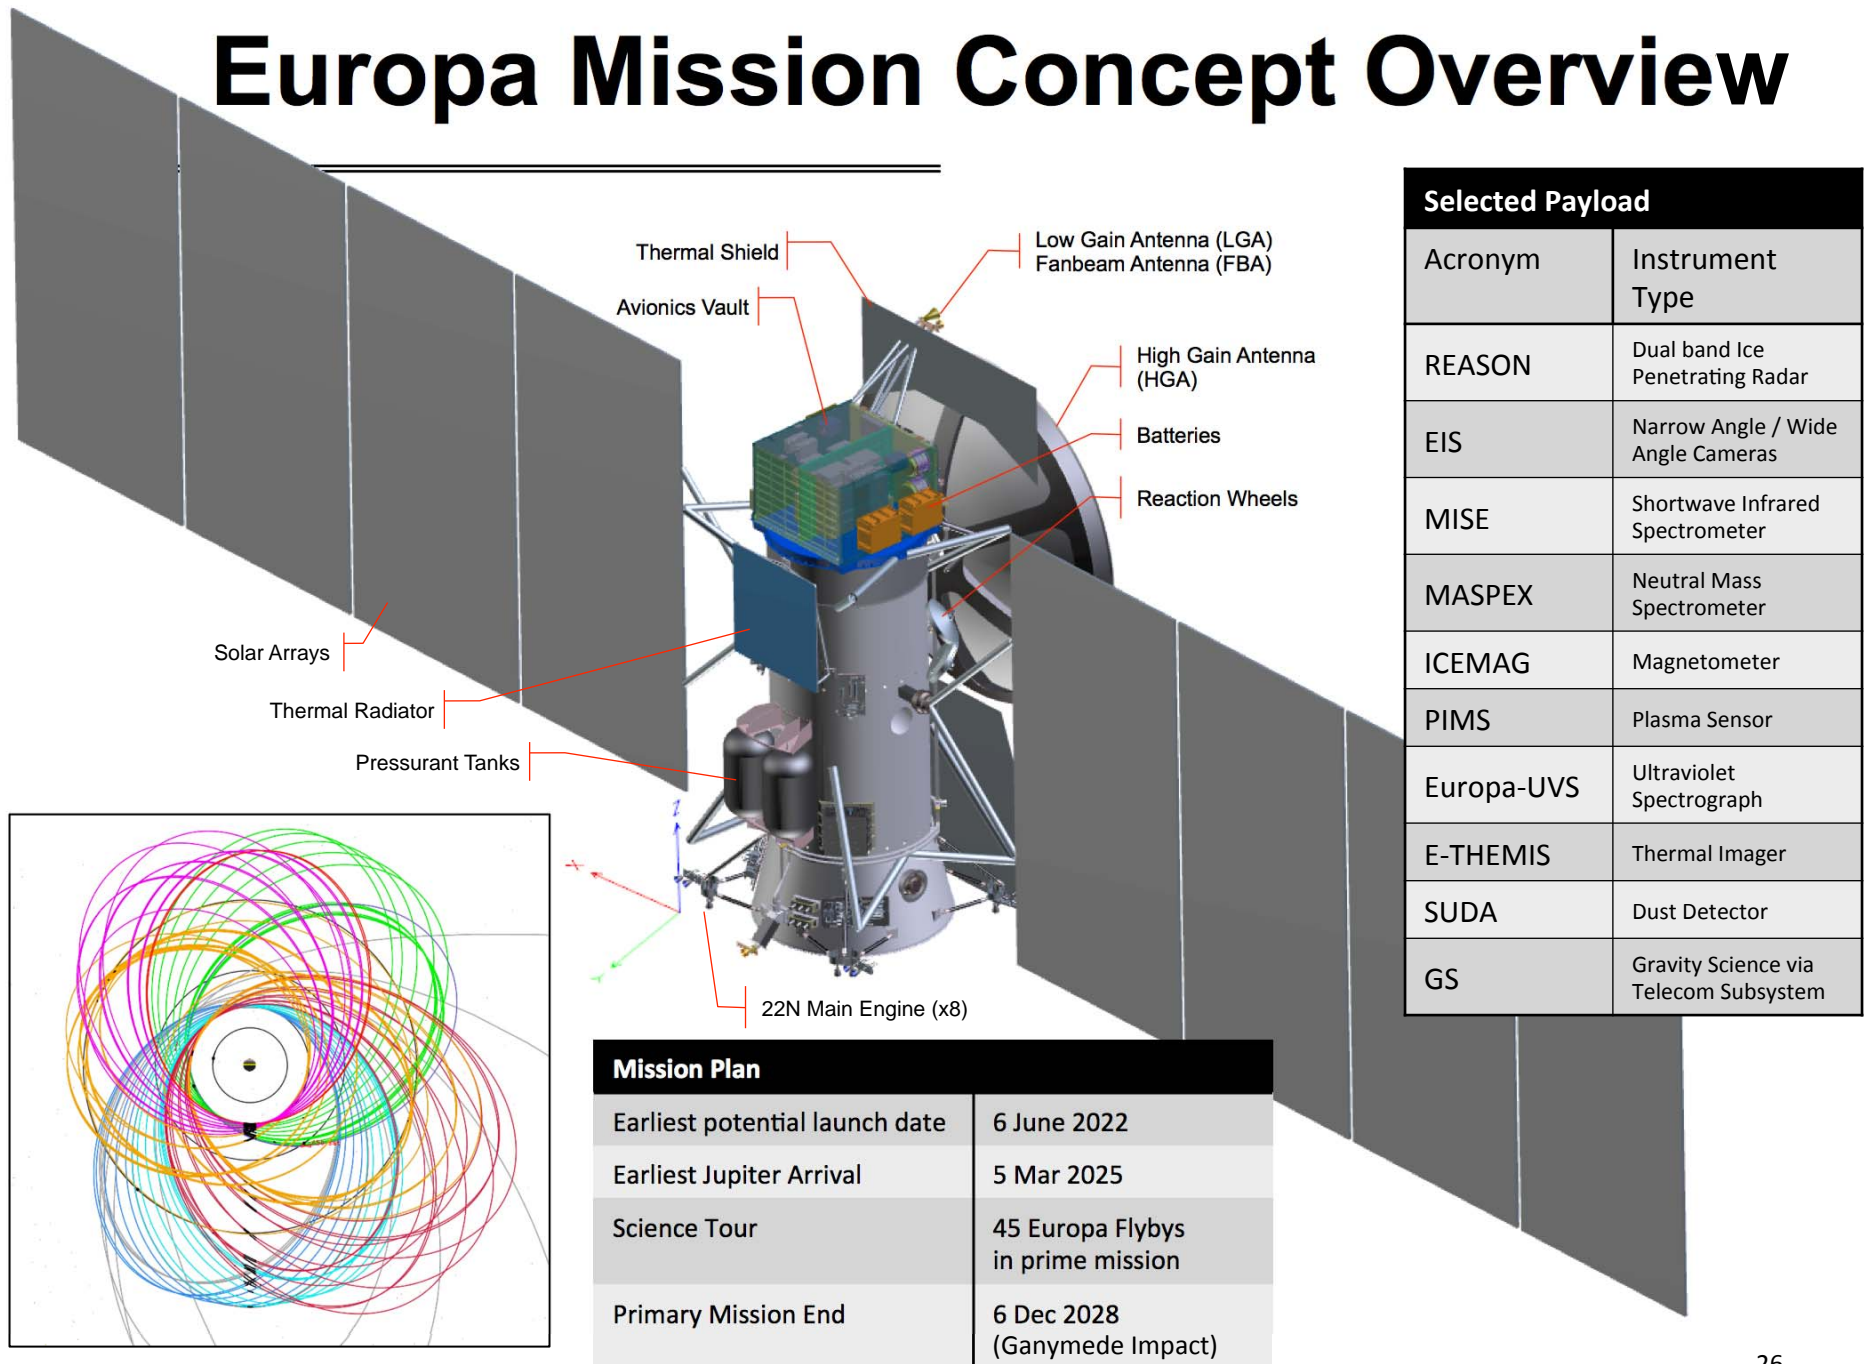 Europa Mission Concept Overview
Thermal Shield
Avionics Vault
Low Gain Antenna (LGA)
Fanbeam Antenna (FBA)
High Gain Antenna
(HGA)
Batteries
Reaction Wheels
Solar Arrays
Thermal Radiator
Pressurant Tanks
X
Z
Y
22N Main Engine (x8)
Selected Payload
Acronym
Instrument
Type
REASON
Dual band Ice
Penetrating Radar
EIS
Narrow Angle / Wide
Angle Cameras
MISE
Shortwave Infrared
Spectrometer
MASPEX
Neutral Mass
Spectrometer
ICEMAG
Magnetometer
PIMS
Plasma Sensor
Europa-UVS
Ultraviolet
Spectrograph
E-THEMIS
Thermal Imager
SUDA
Dust Detector
GS
Gravity Science via
Telecom Subsystem
Mission Plan
Earliest potential launch date
6 June 2022
Earliest Jupiter Arrival
5 Mar 2025
Science Tour
45 Europa Flybys
in prime mission
Primary Mission End
6 Dec 2028
(Ganymede Impact)
26